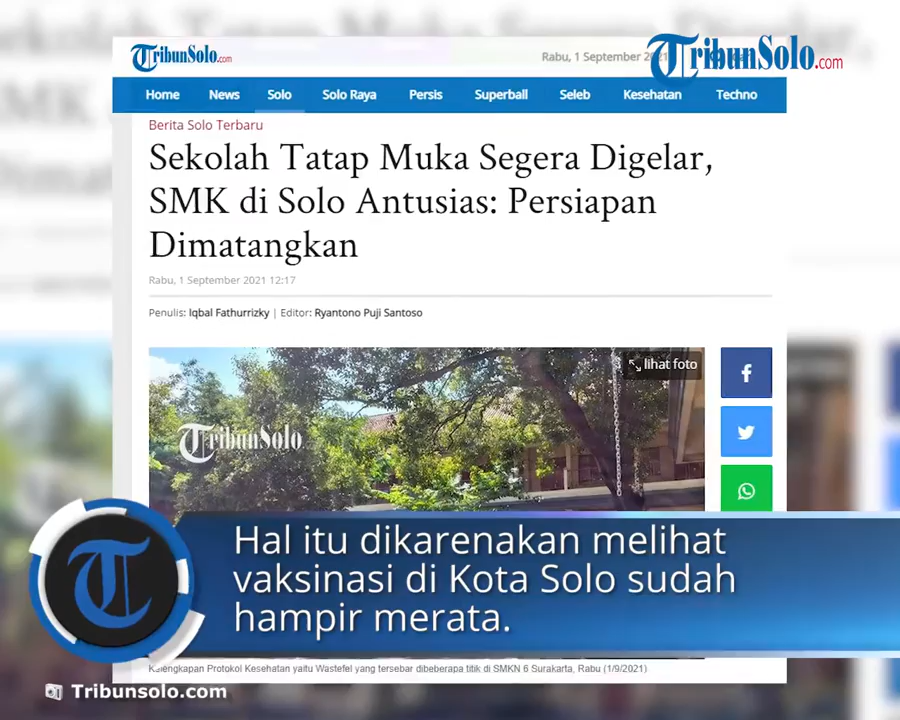 TribunSolo.com
Rabu, 1 September 2021
TribunSolo.com
Home News Solo Solo Raya Persis Superball Seleb Kesehatan Techno
Berita Solo Terbaru
Sekolah Tatap Muka Segera Digelar,
SMK di Solo Antusias: Persiapan
Dimatangkan
Rabu, 1 September 2021 12:17
Penulis: Iqbal Fathurrizky | Editor: Ryantono Puji Santoso
lihat foto
TribunSolo
Hal itu dikarenakan melihat
vaksinasi di Kota Solo sudah
hampir merata.
Kelengkapan Protokol Kesehatan yaitu Wastefel yang tersebar dibeberapa titik di SMKN 6 Surakarta, Rabu (1/9/2021)
Tribunsolo.com